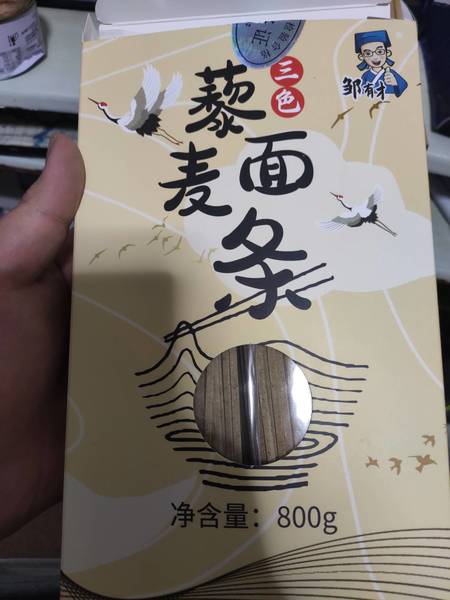 邹有才
三色
藜麦
面条
净含量：800g